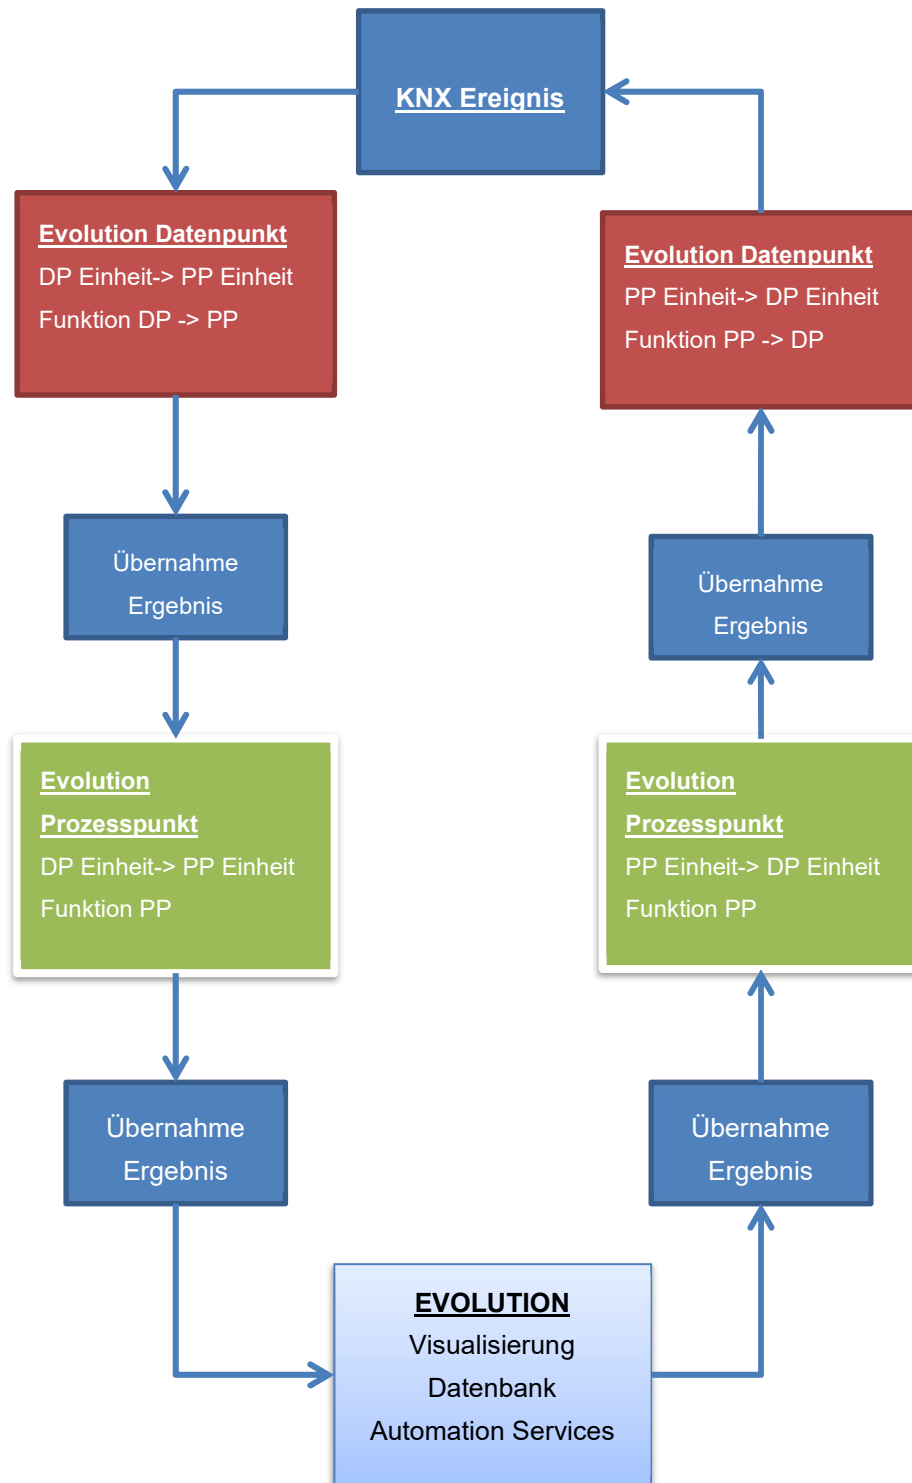 KNX Ereignis
Evolution Datenpunkt
DP Einheit-> PP Einheit
Funktion DP -> PP
Evolution Datenpunkt
PP Einheit-> DP Einheit
Funktion PP -> DP
Übernahme
Ergebnis
Übernahme
Ergebnis
Evolution
Prozesspunkt
DP Einheit-> PP Einheit
Funktion PP
Evolution
Prozesspunkt
PP Einheit-> DP Einheit
Funktion PP
Übernahme
Ergebnis
Übernahme
Ergebnis
EVOLUTION
Visualisierung
Datenbank
Automation Services